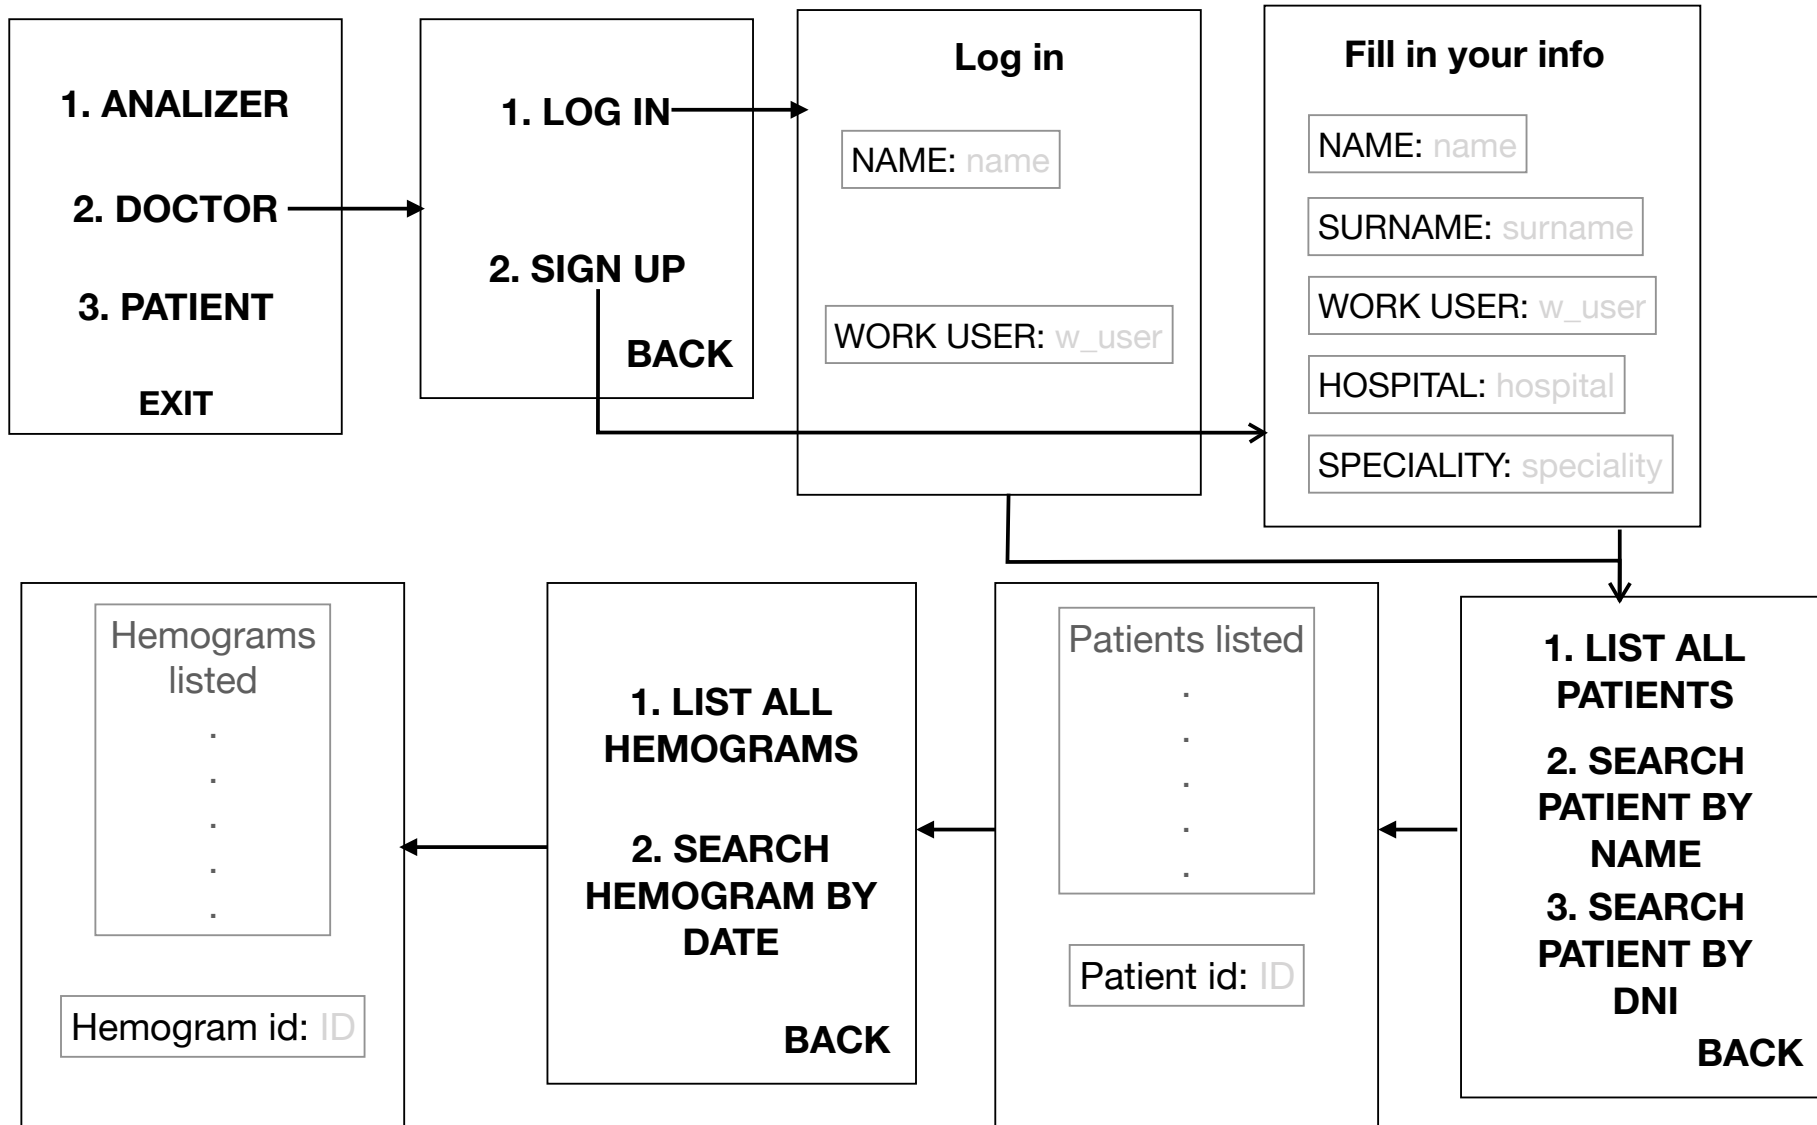 1. ANALIZER
2. DOCTOR
3. PATIENT
EXIT
1. LOG IN
2. SIGN UP
BACK
Log in
NAME: name
WORK USER: w_user
Fill in your info
NAME: name
SURNAME: surname
WORK USER: w_user
HOSPITAL: hospital
SPECIALITY: speciality
1. LIST ALL
PATIENTS
2. SEARCH
PATIENT BY
NAME
3. SEARCH
PATIENT BY
DNI
BACK
Patients listed
.
.
.
.
.
Patient id: ID
1. LIST ALL
HEMOGRAMS
2. SEARCH
HEMOGRAM BY
DATE
BACK
Hemograms
listed
.
.
.
.
.
Hemogram id: ID